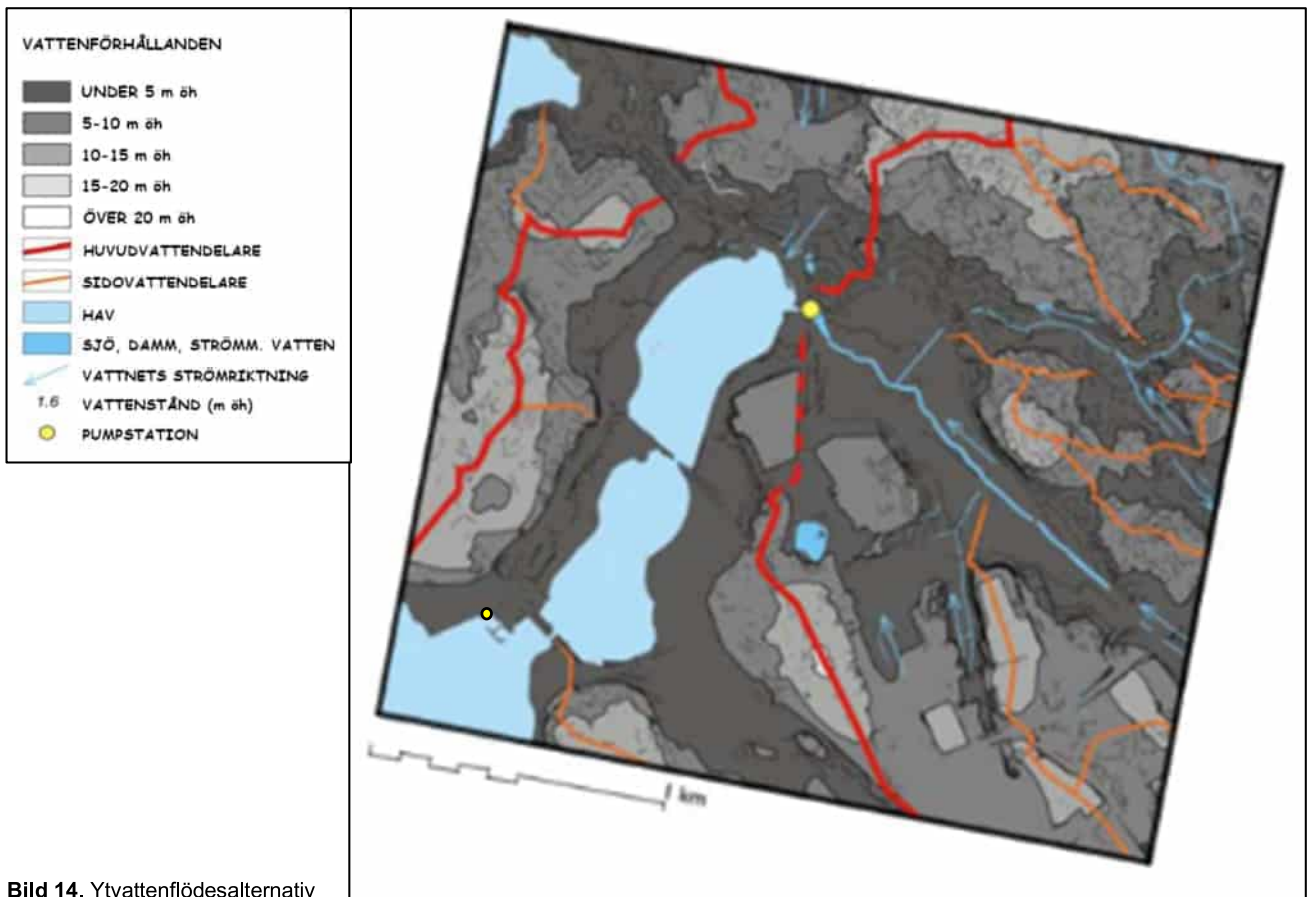 VATTENFÖRHÅLLANDEN
UNDER 5 m öh
5-10 m öh
10-15 m öh
15-20 m öh
ÖVER 20 m öh
HUVUDVATTENDELARE
SIDOVATTENDELARE
HAV
SJÖ, DAMM, STRÖMM. VATTEN
VATTNETS STRÖMRIKTNING
1.6 VATTENSTÅND (m öh)
PUMPSTATION
1 km
Bild 14. Ytvattenflödesalternativ